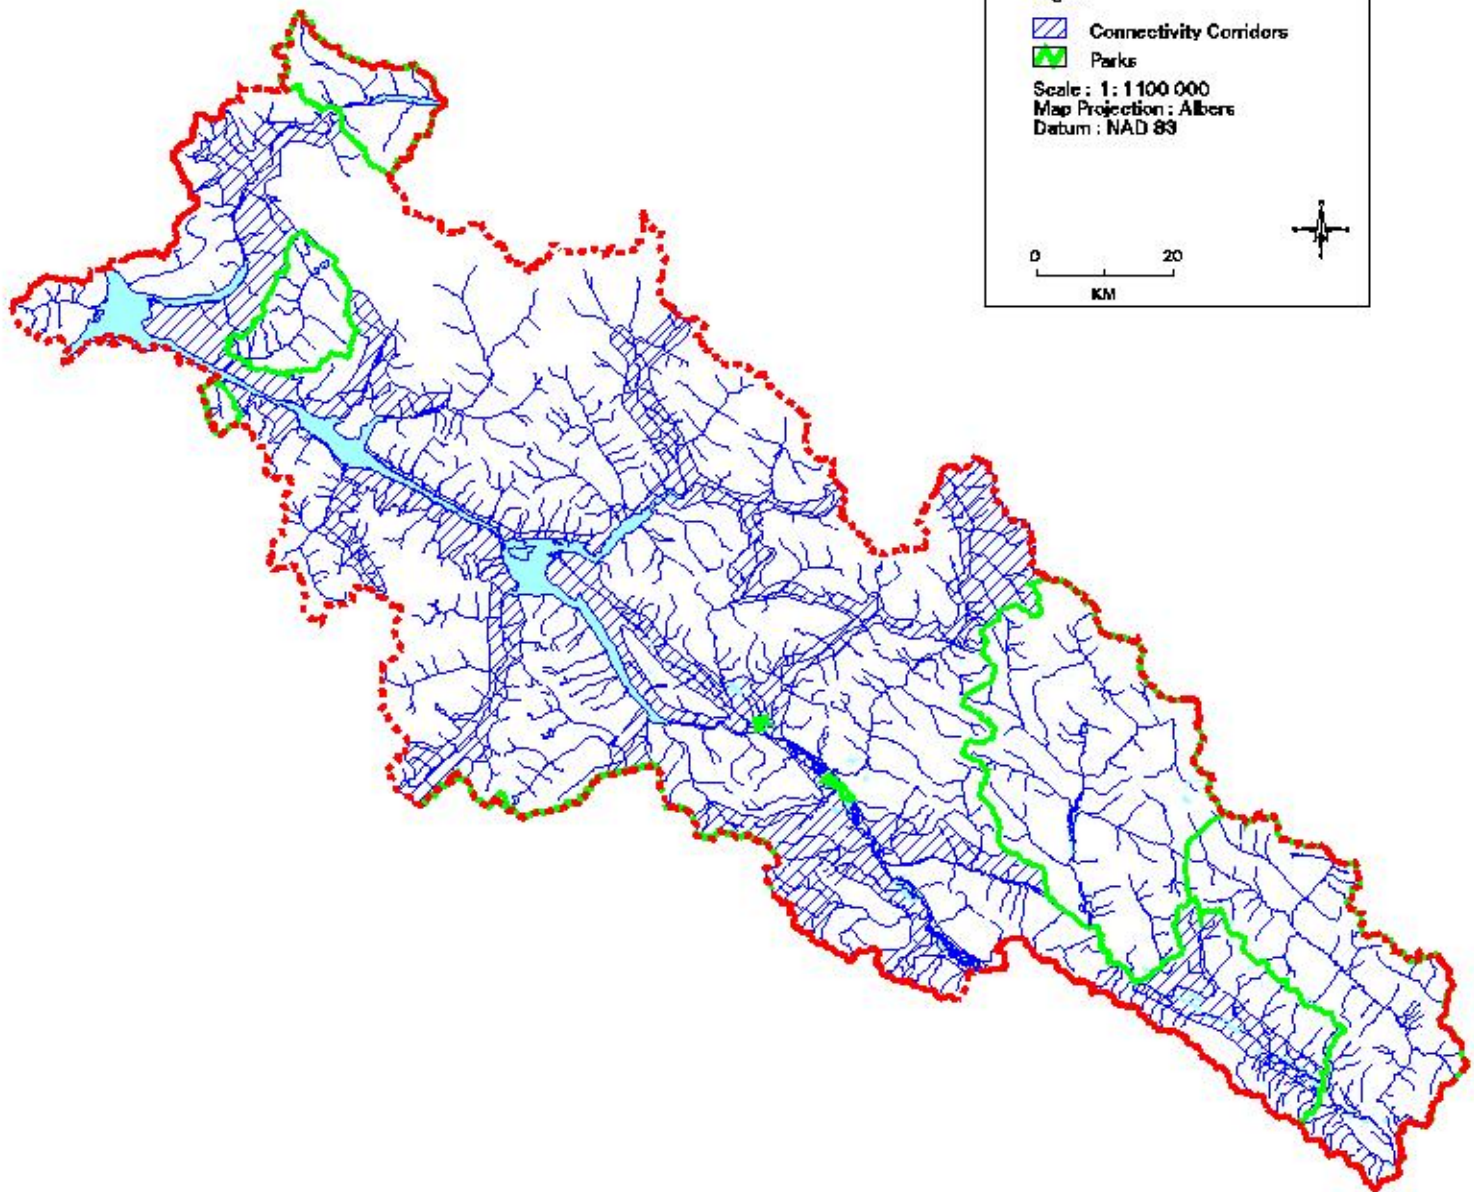 Connectivity Corridors
Parks
Scale : 1 : 1 100 000
Map Projection : Albers
Datum : NAD 83
0 20
KM